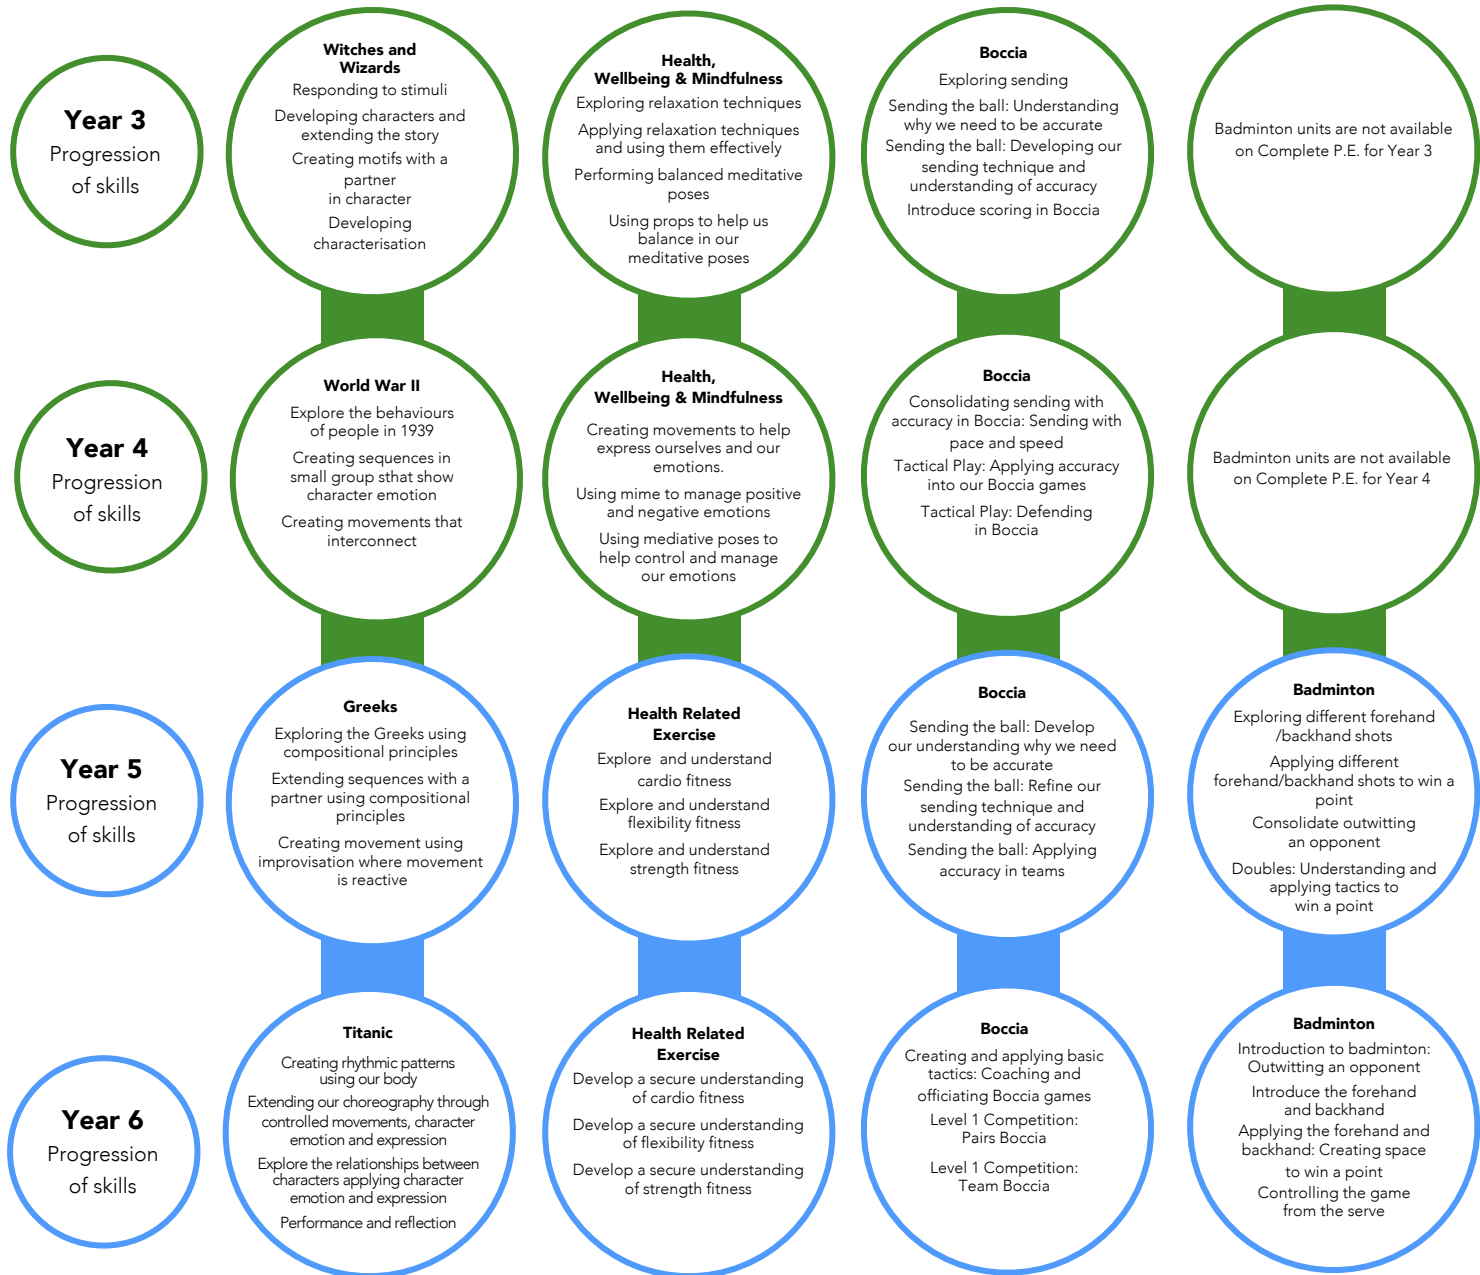 Year 3
Progression
of skills
Witches and
Wizards
Responding to stimuli
Developing characters and
extending the story
Creating motifs with a
partner
in character
Developing
characterisation
Health,
Wellbeing & Mindfulness
Exploring relaxation techniques
Applying relaxation techniques
and using them effectively
Performing balanced meditative
poses
Using props to help us
balance in our
meditative poses
Boccia
Exploring sending
Sending the ball: Understanding
why we need to be accurate
Sending the ball: Developing our
sending technique and
understanding of accuracy
Introduce scoring in Boccia
Badminton units are not available
on Complete P.E. for Year 3
Year 4
Progression
of skills
World War II
Explore the behaviours
of people in 1939
Creating sequences in
small group sthat show
character emotion
Creating movements that
interconnect
Health,
Wellbeing & Mindfulness
Creating movements to help
express ourselves and our
emotions.
Using mime to manage positive
and negative emotions
Using mediative poses to
help control and manage
our emotions
Boccia
Consolidating sending with
accuracy in Boccia: Sending with
pace and speed
Tactical Play: Applying accuracy
into our Boccia games
Tactical Play: Defending
in Boccia
Badminton units are not available
on Complete P.E. for Year 4
Year 5
Progression
of skills
Greeks
Exploring the Greeks using
compositional principles
Extending sequences with a
partner using compositional
principles
Creating movement using
improvisation where movement
is reactive
Health Related
Exercise
Explore and understand
cardio fitness
Explore and understand
flexibility fitness
Explore and understand
strength fitness
Boccia
Sending the ball: Develop
our understanding why we need
to be accurate
Sending the ball: Refine our
sending technique and
understanding of accuracy
Sending the ball: Applying
accuracy in teams
Badminton
Exploring different forehand
/backhand shots
Applying different
forehand/backhand shots to win a
point
Consolidate outwitting
an opponent
Doubles: Understanding and
applying tactics to
win a point
Year 6
Progression
of skills
Titanic
Creating rhythmic patterns
using our body
Extending our choreography through
controlled movements, character
emotion and expression
Explore the relationships between
characters applying character
emotion and expression
Performance and reflection
Health Related
Exercise
Develop a secure understanding
of cardio fitness
Develop a secure understanding
of flexibility fitness
Develop a secure understanding
of strength fitness
Boccia
Creating and applying basic
tactics: Coaching and
officiating Boccia games
Level 1 Competition:
Pairs Boccia
Level 1 Competition:
Team Boccia
Badminton
Introduction to badminton:
Outwitting an opponent
Introduce the forehand
and backhand
Applying the forehand and
backhand: Creating space
to win a point
Controlling the game
from the serve